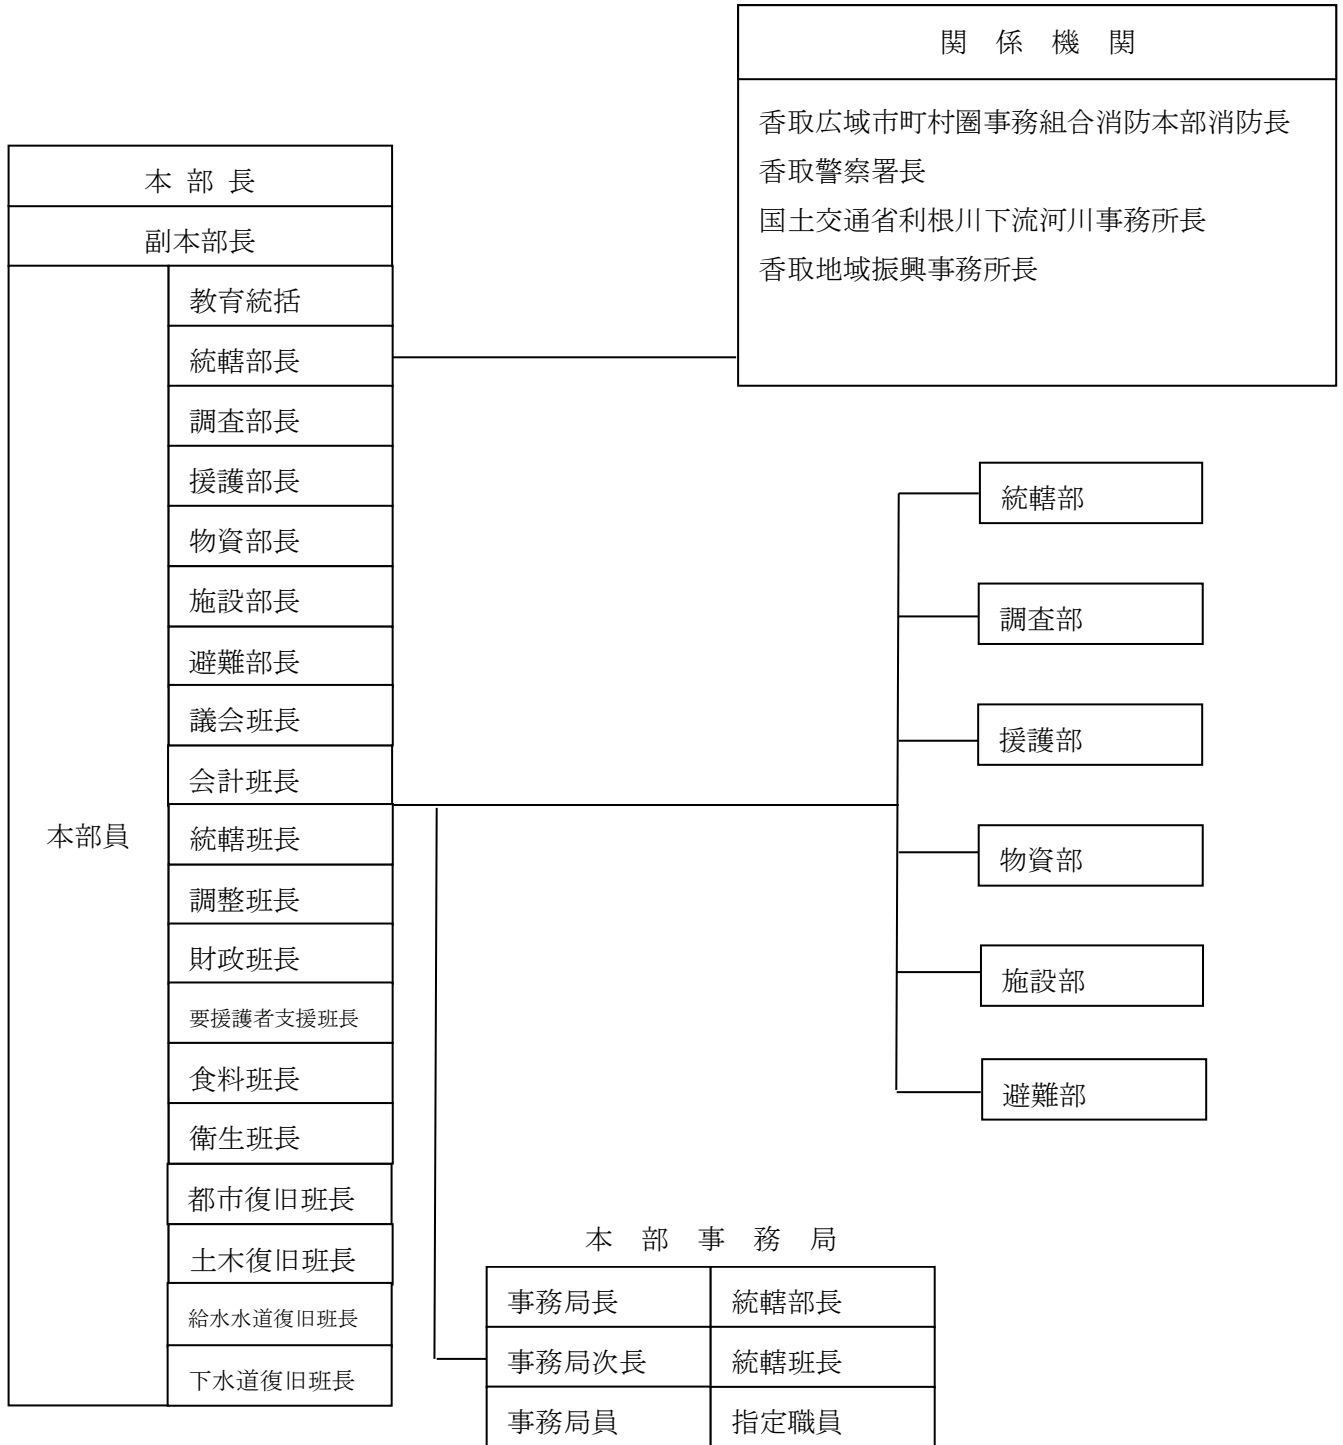 関係機関
香取広域市町村圏事務組合消防本部消防長
香取警察署長
国土交通省利根川下流河川事務所長
香取地域振興事務所長
本部長
副本部長
本部員
教育統括
統轄部長
調査部長
援護部長
物資部長
施設部長
避難部長
議会班長
会計班長
統轄班長
調整班長
財政班長
要援護者支援班長
食料班長
衛生班長
都市復旧班長
土木復旧班長
給水水道復旧班長
下水道復旧班長
統轄部
調査部
援護部
物資部
施設部
避難部
本部事務局
事務局長 統轄部長
事務局次長 統轄班長
事務局員 指定職員